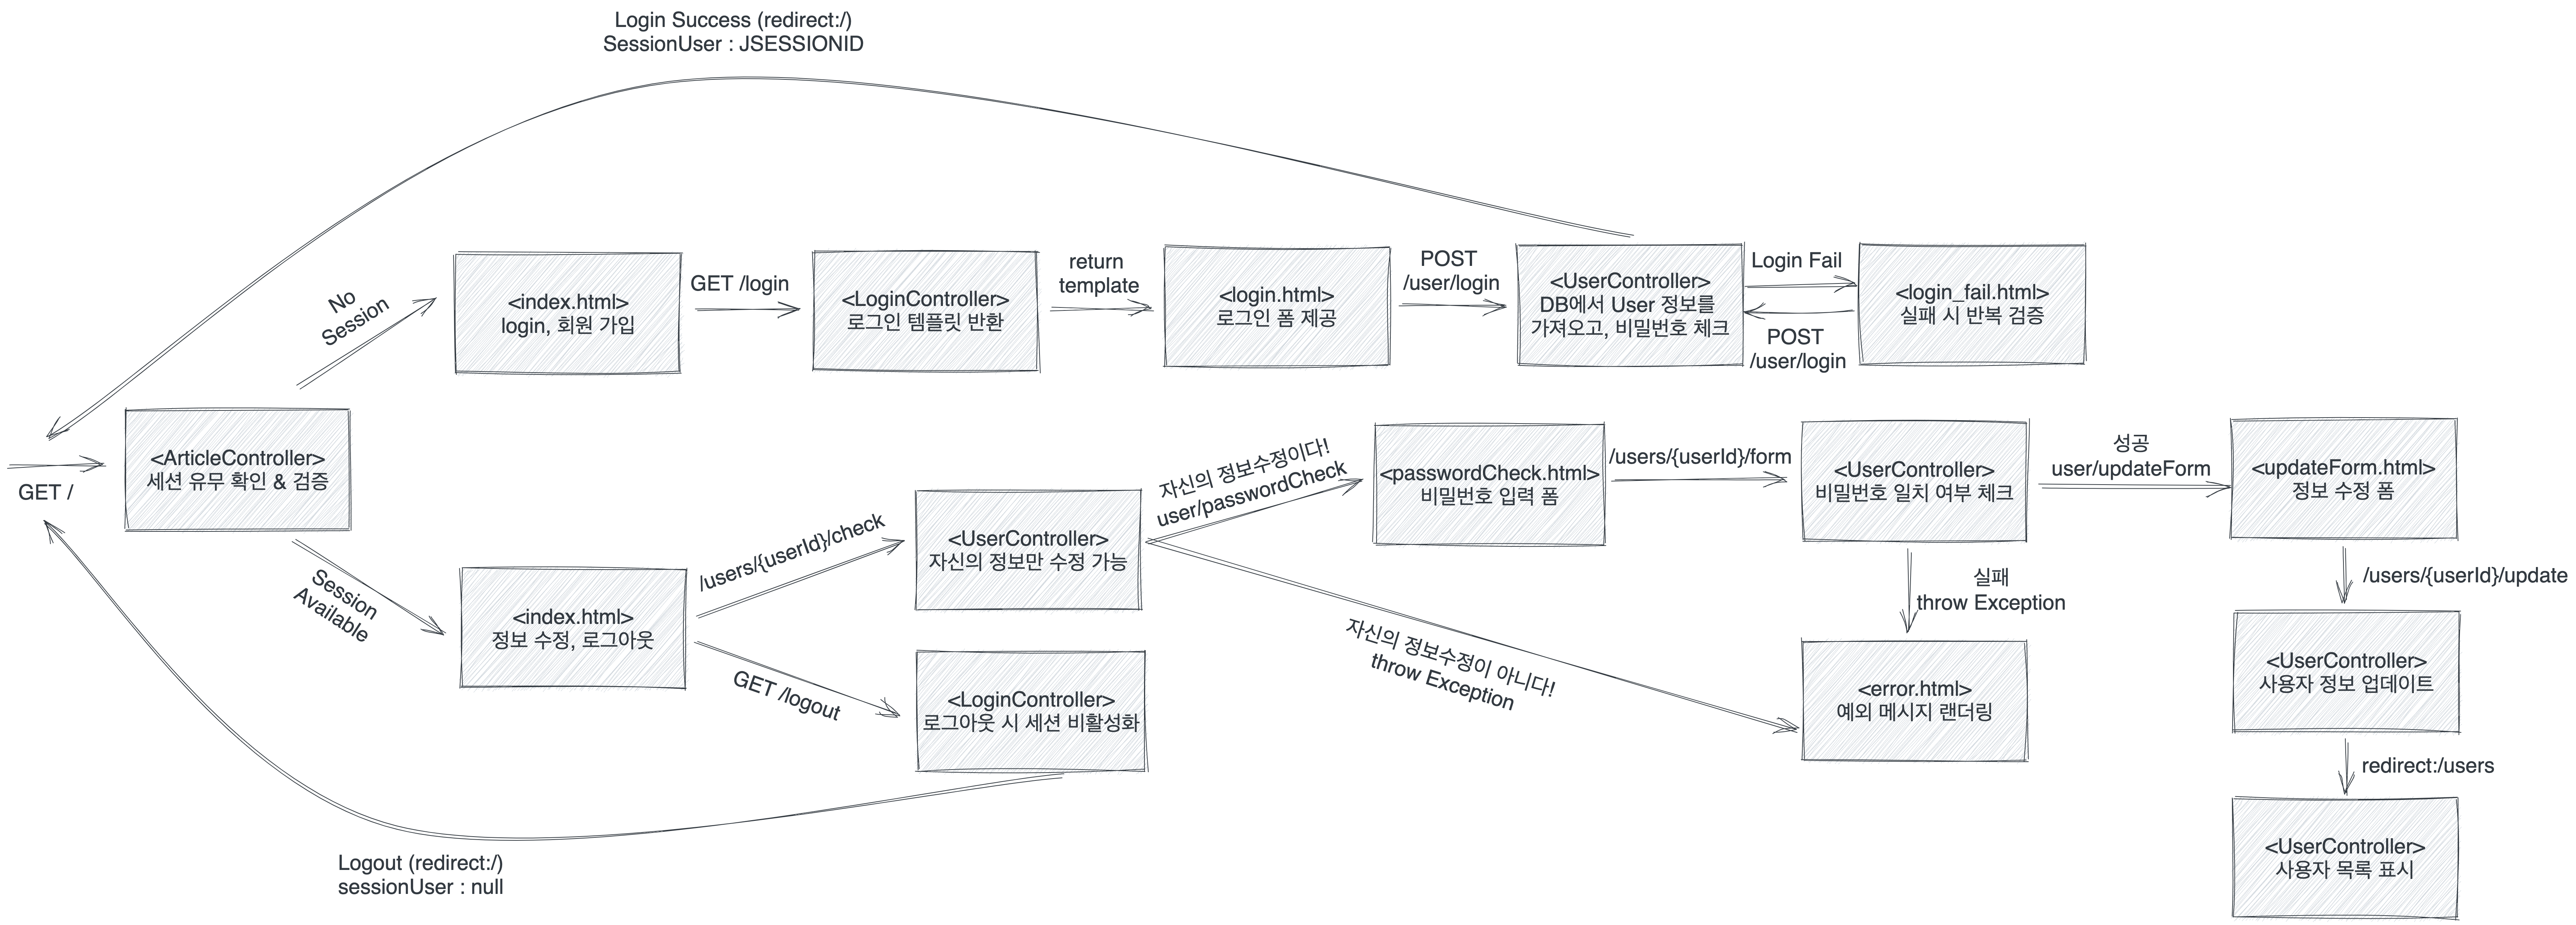 Login Success (redirect:/)
SessionUser : JSESSIONID
GET /
<ArticleController>
세션 유무 확인 & 검증
No
Session
<index.html>
login, 회원 가입
GET /login
<LoginController>
로그인 템플릿 반환
return
template
<login.html>
로그인 폼 제공
POST
/user/login
<UserController>
DB에서 User 정보를
가져오고, 비밀번호 체크
Login Fail
POST
/user/login
<login_fail.html>
실패 시 반복 검증
Session
Available
<index.html>
정보 수정, 로그아웃
/users/{userId}/check
<UserController>
자신의 정보만 수정 가능
자신의 정보수정이다!
user/passwordCheck
<passwordCheck.html>
비밀번호 입력 폼
/users/{userId}/form
<UserController>
비밀번호 일치 여부 체크
성공
user/updateForm
<updateForm.html>
정보 수정 폼
실패
throw Exception
자신의 정보수정이 아니다!
throw Exception
<error.html>
예외 메시지 랜더링
/users/{userId}/update
<UserController>
사용자 정보 업데이트
redirect:/users
<UserController>
사용자 목록 표시
GET /logout
<LoginController>
로그아웃 시 세션 비활성화
Logout (redirect:/)
sessionUser : null